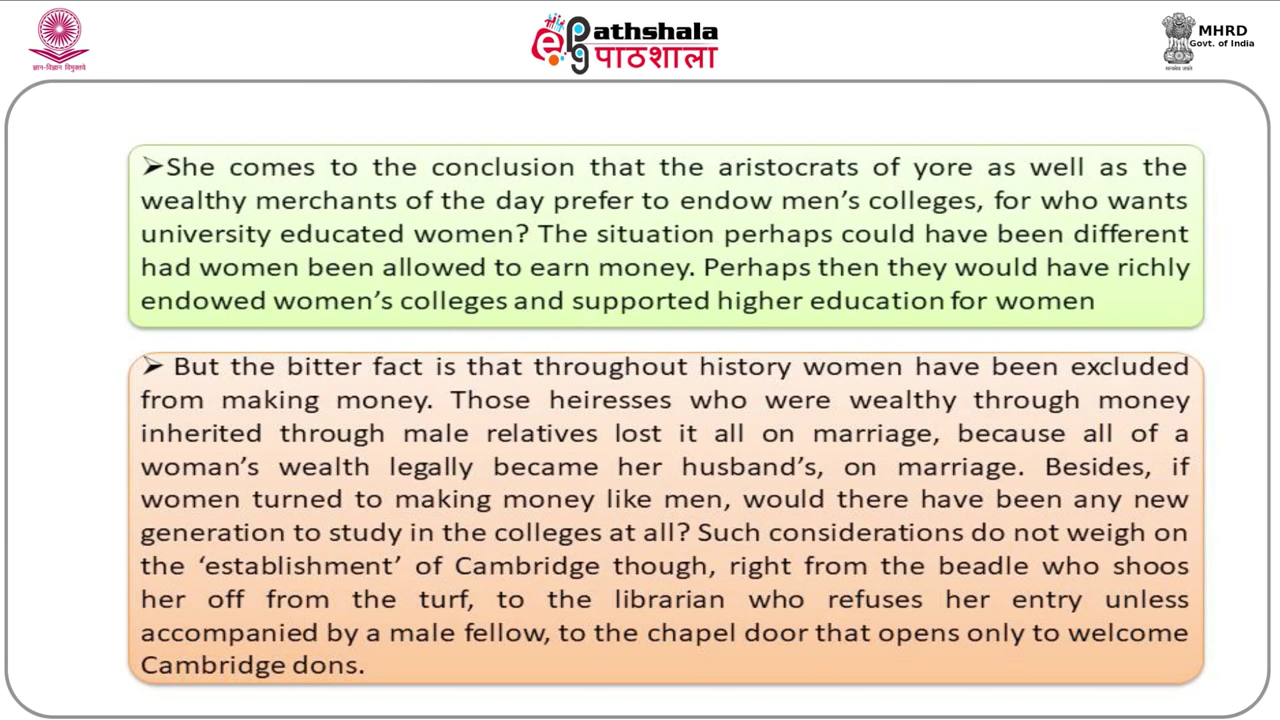 ज्ञान-विज्ञान विमुक्तये
ePG athshala
पाठशाला
MHRD
Govt. of India
सत्यमेव जयते
➢She comes to the conclusion that the aristocrats of yore as well as the
wealthy merchants of the day prefer to endow men’s colleges, for who wants
university educated women? The situation perhaps could have been different
had women been allowed to earn money. Perhaps then they would have richly
endowed women’s colleges and supported higher education for women
➢ But the bitter fact is that throughout history women have been excluded
from making money. Those heiresses who were wealthy through money
inherited through male relatives lost it all on marriage, because all of a
woman’s wealth legally became her husband’s, on marriage. Besides, if
women turned to making money like men, would there have been any new
generation to study in the colleges at all? Such considerations do not weigh on
the ‘establishment’ of Cambridge though, right from the beadle who shoos
her off from the turf, to the librarian who refuses her entry unless
accompanied by a male fellow, to the chapel door that opens only to welcome
Cambridge dons.